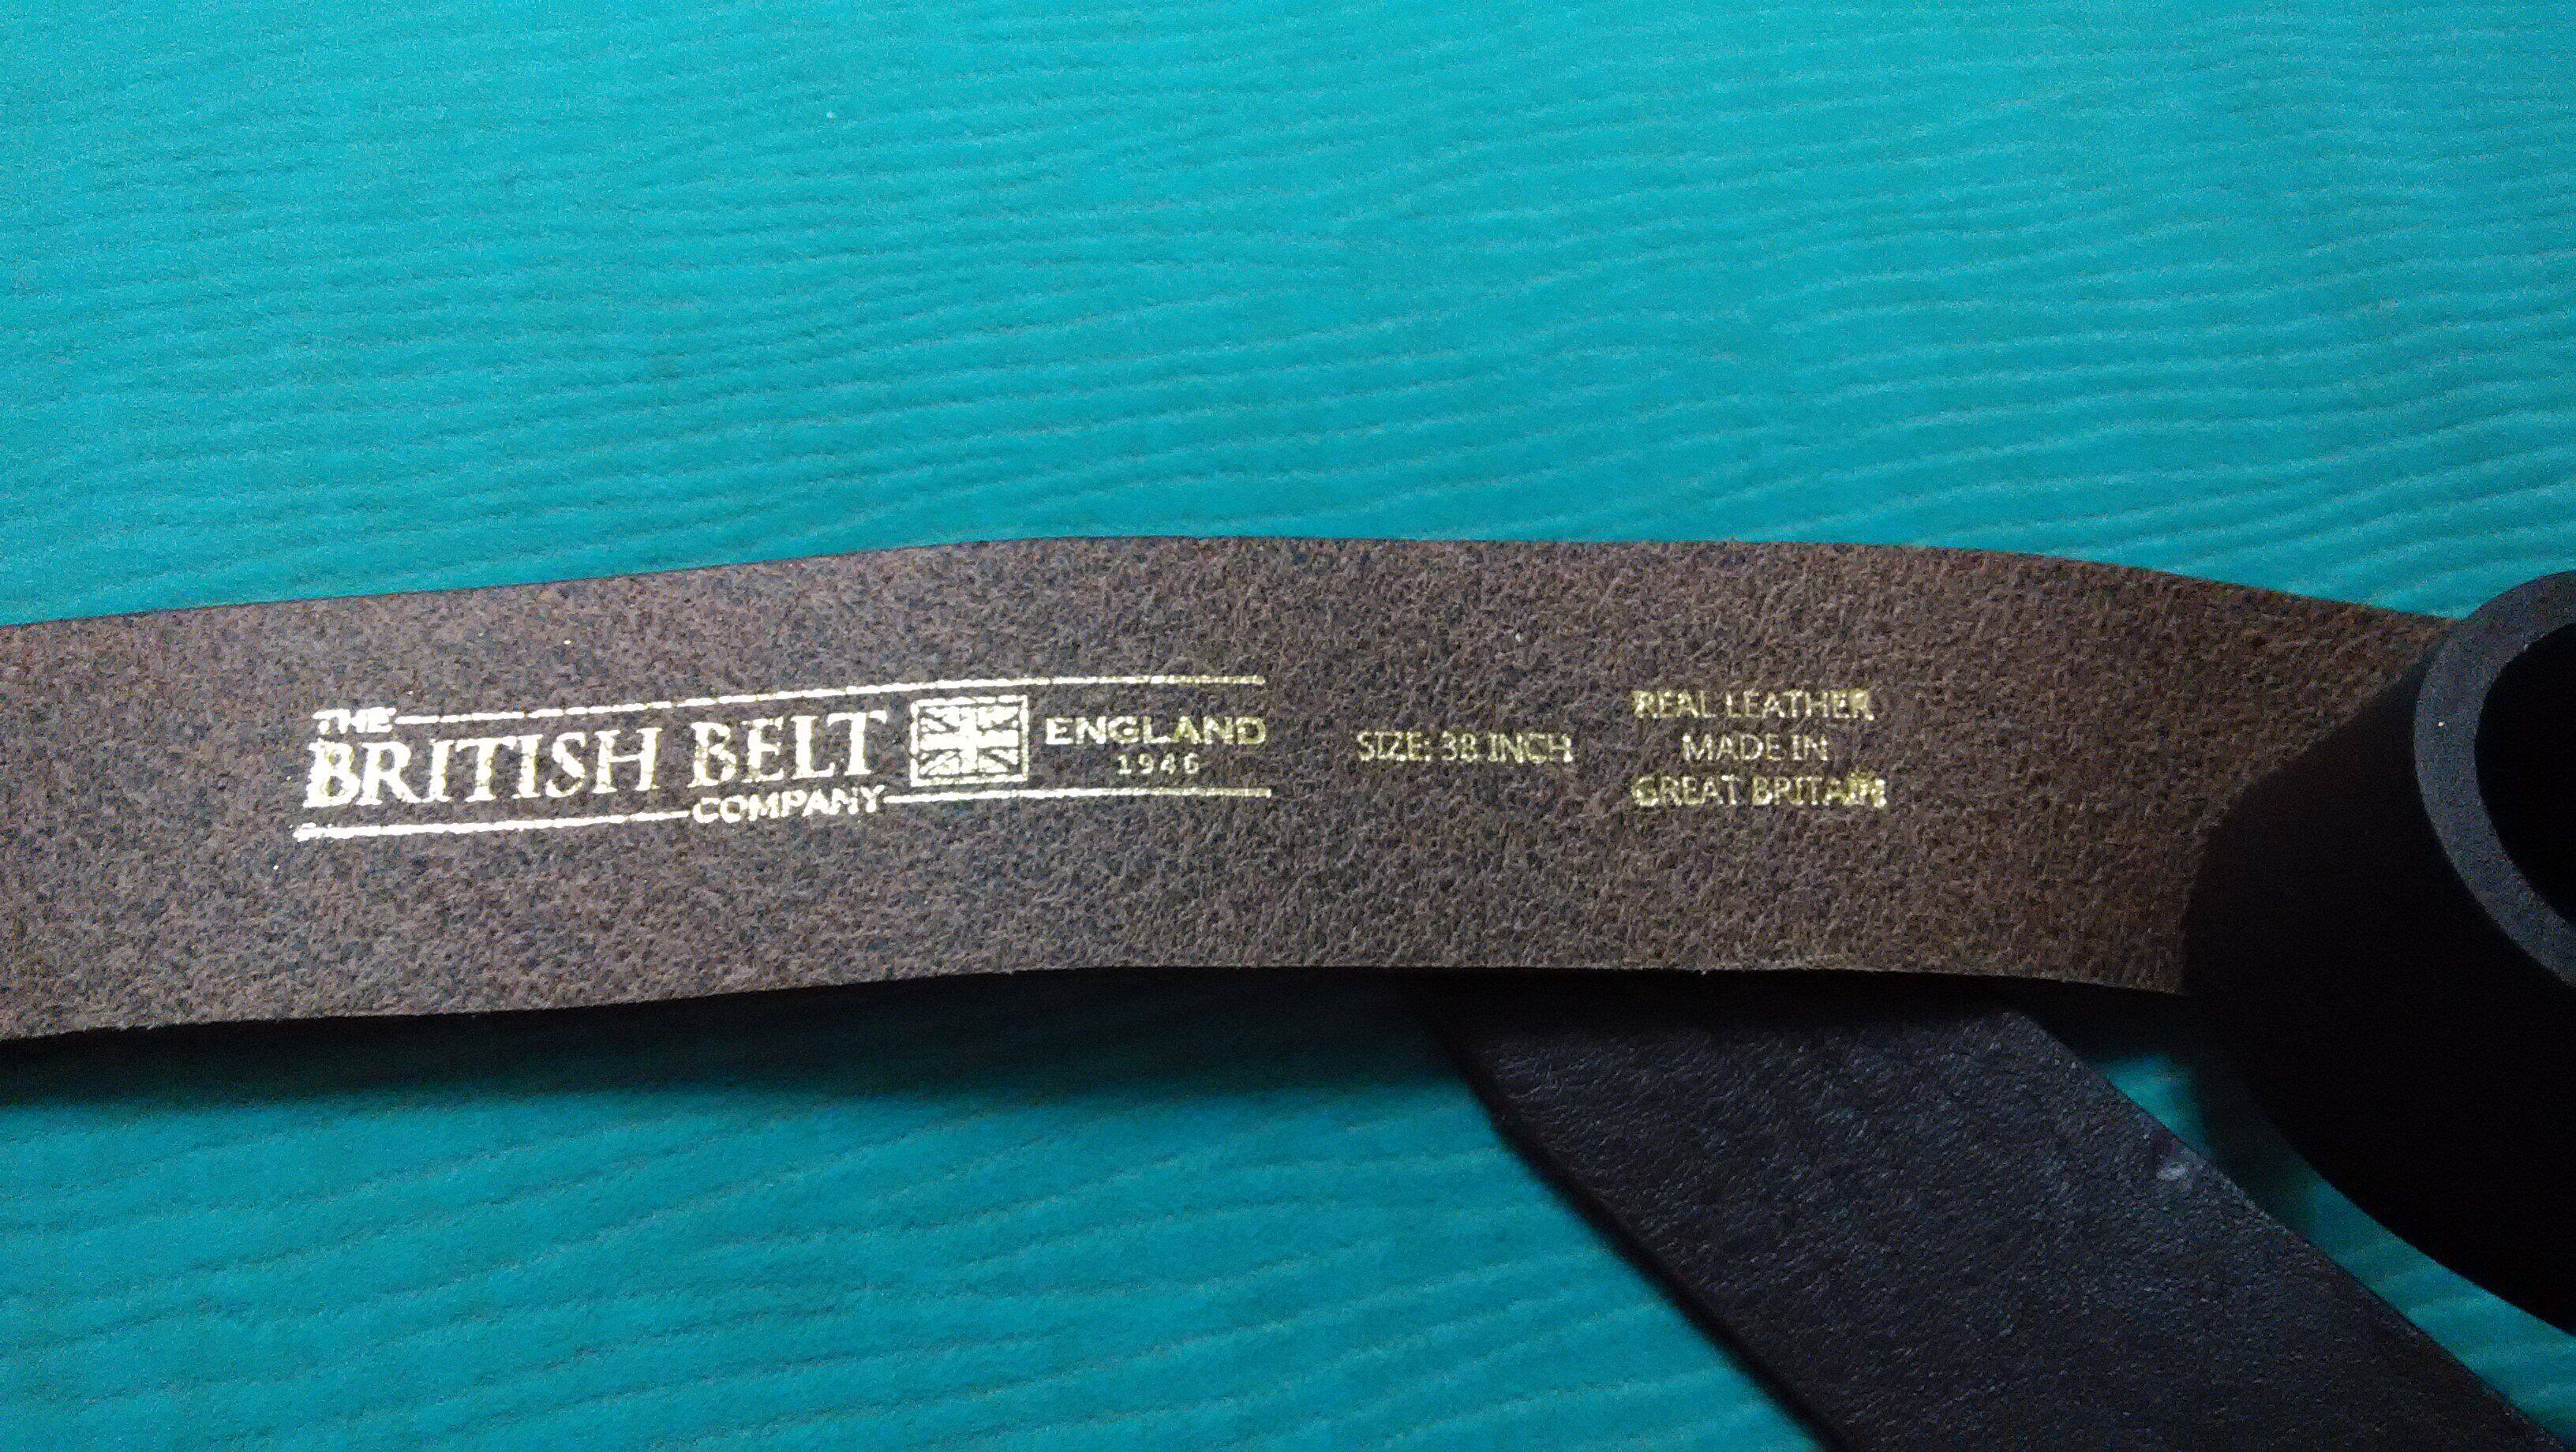 THE
BRITISH BELT
COMPANY
ENGLAND
1946
SIZE: 38 INCH
REAL LEATHER
MADE IN
GREAT BRITAIN